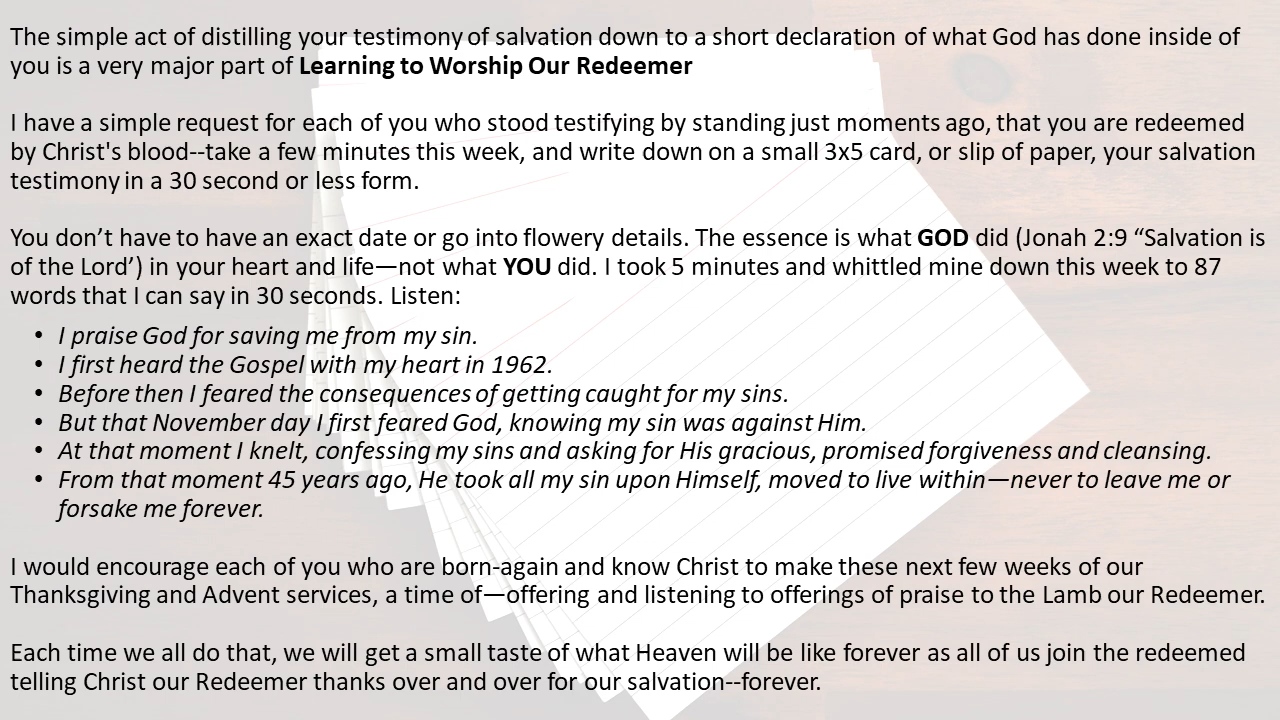 The simple act of distilling your testimony of salvation down to a short declaration of what God has done inside of
you is a very major part of Learning to Worship Our Redeemer
I have a simple request for each of you who stood testifying by standing just moments ago, that you are redeemed
by Christ's blood--take a few minutes this week, and write down on a small 3x5 card, or slip of paper, your salvation
testimony in a 30 second or less form.
You don’t have to have an exact date or go into flowery details. The essence is what GOD did (Jonah 2:9 “Salvation is
of the Lord’) in your heart and life—not what YOU did. I took 5 minutes and whittled mine down this week to 87
words that I can say in 30 seconds. Listen:
• I praise God for saving me from my sin.
• I first heard the Gospel with my heart in 1962.
• Before then I feared the consequences of getting caught for my sins.
• But that November day I first feared God, knowing my sin was against Him.
• At that moment I knelt, confessing my sins and asking for His gracious, promised forgiveness and cleansing.
• From that moment 45 years ago, He took all my sin upon Himself, moved to live within—never to leave me or
forsake me forever.
I would encourage each of you who are born-again and know Christ to make these next few weeks of our
Thanksgiving and Advent services, a time of—offering and listening to offerings of praise to the Lamb our Redeemer.
Each time we all do that, we will get a small taste of what Heaven will be like forever as all of us join the redeemed
telling Christ our Redeemer thanks over and over for our salvation--forever.